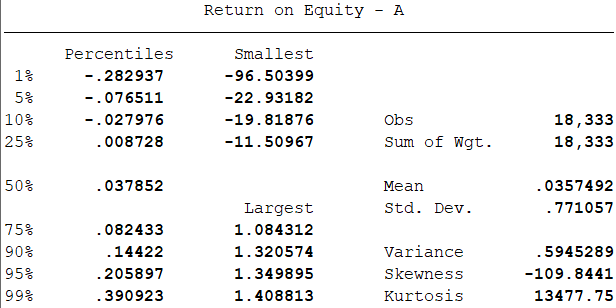 Return on Equity - A
Percentiles Smallest
1% -.282937 -96.50399
5% -.076511 -22.93182
10% -.027976 -19.81876 Obs 18,333
25% .008728 -11.50967 Sum of Wgt. 18,333
50% .037852 Mean .0357492
Largest Std. Dev. .771057
75% .082433 1.084312
90% .14422 1.320574 Variance .5945289
95% .205897 1.349895 Skewness -109.8441
99% .390923 1.408813 Kurtosis 13477.75